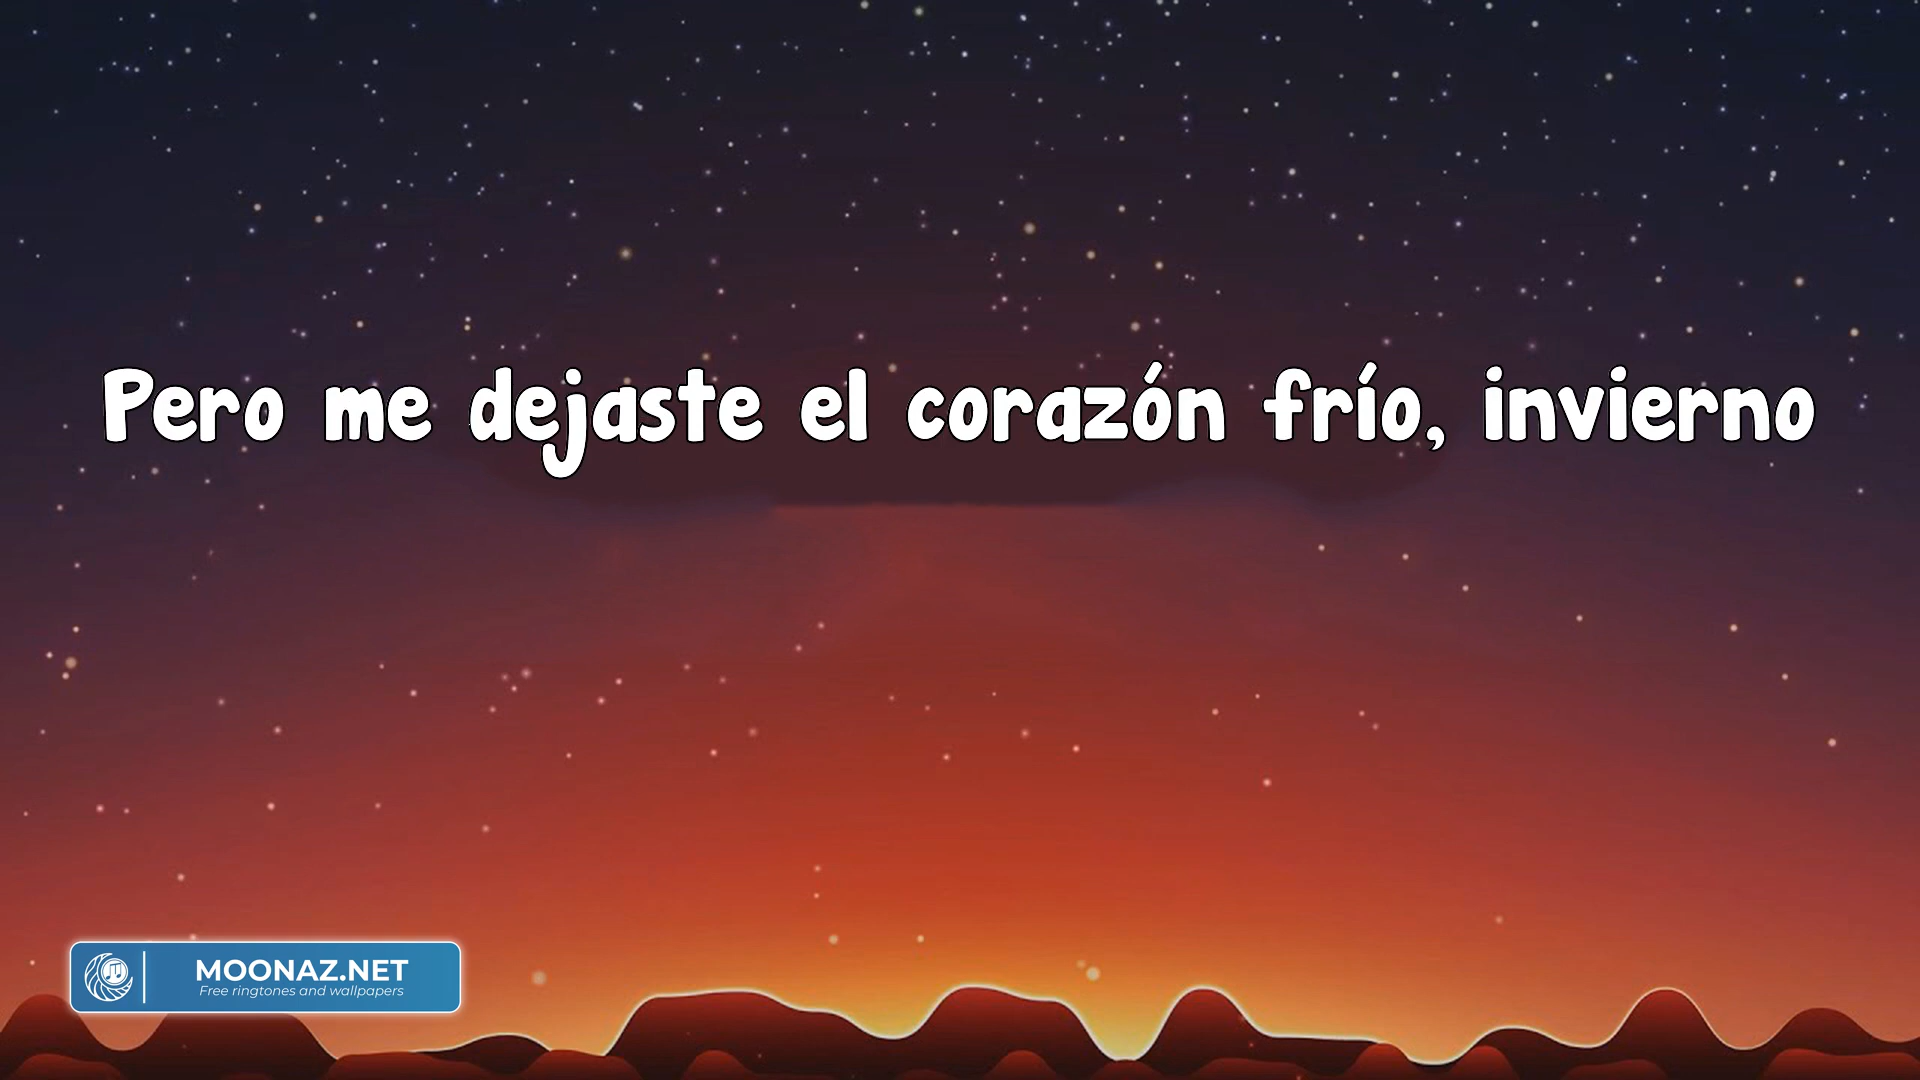 Pero me dejaste el corazón frío, invierno
MOONAZ.NET
Free ringtones and wallpapers